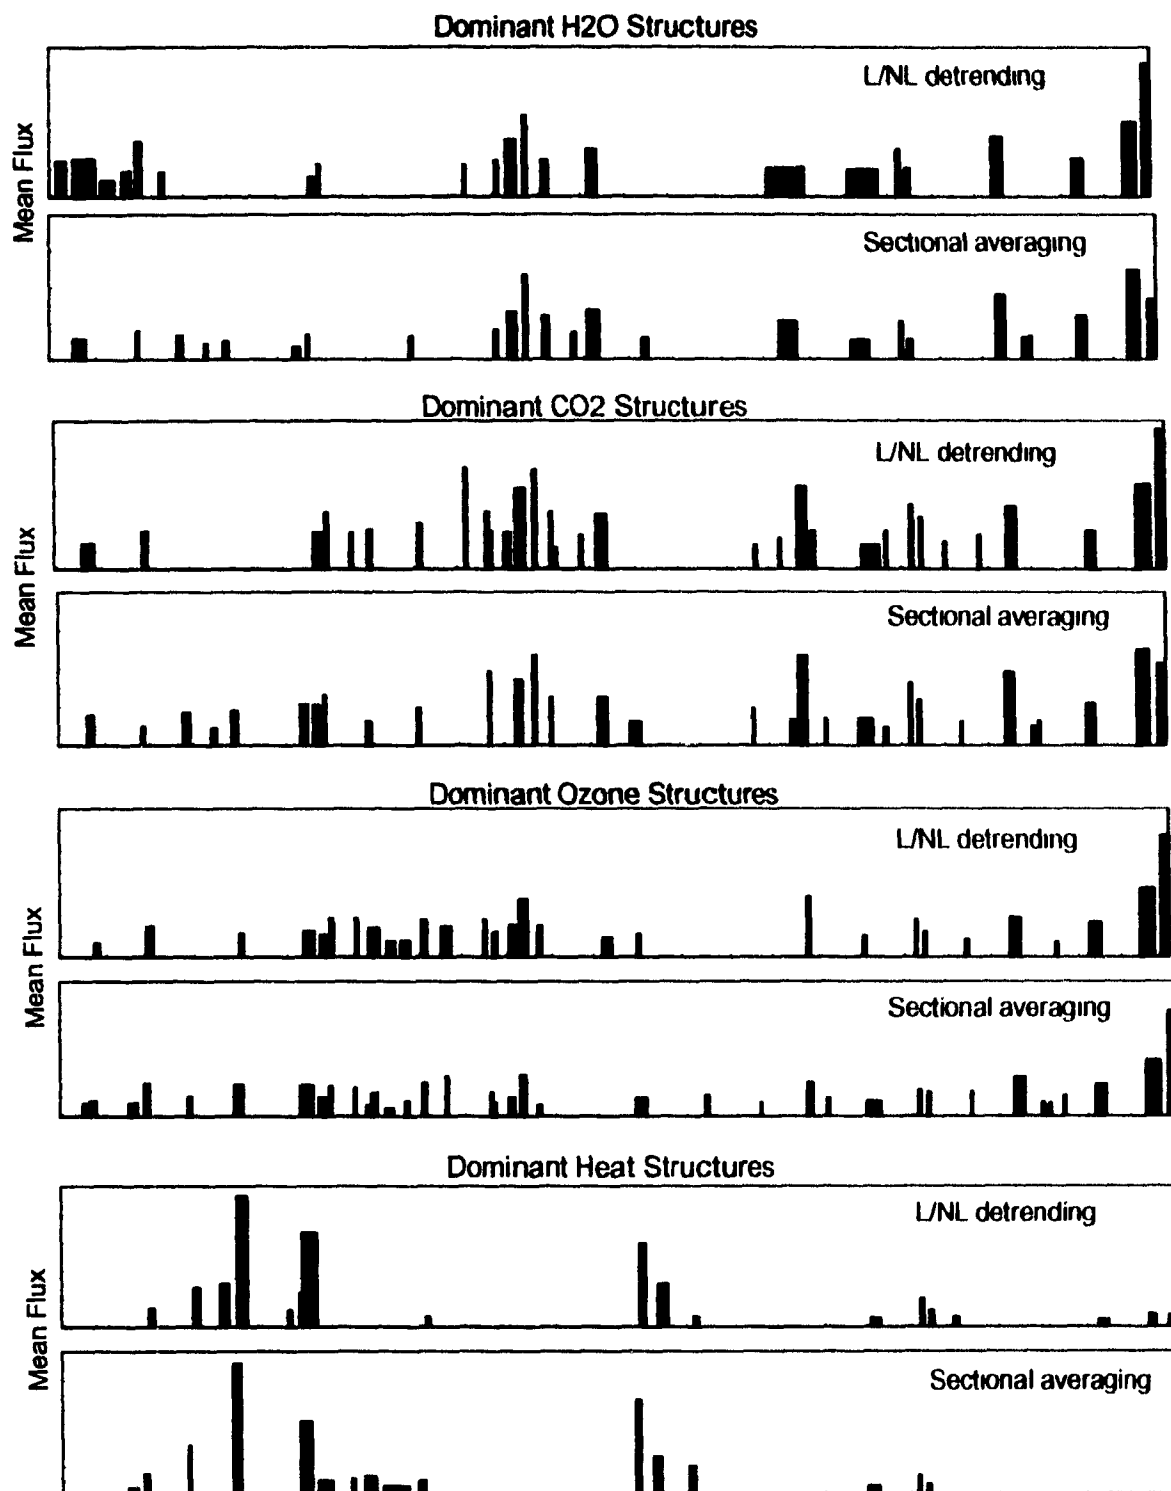 Dominant H2O Structures
L/NL detrending
Mean Flux
Sectional averaging
Dominant CO2 Structures
L/NL detrending
Mean Flux
Sectional averaging
Dominant Ozone Structures
L/NL detrending
Mean Flux
Sectional averaging
Dominant Heat Structures
L/NL detrending
Mean Flux
Sectional averaging